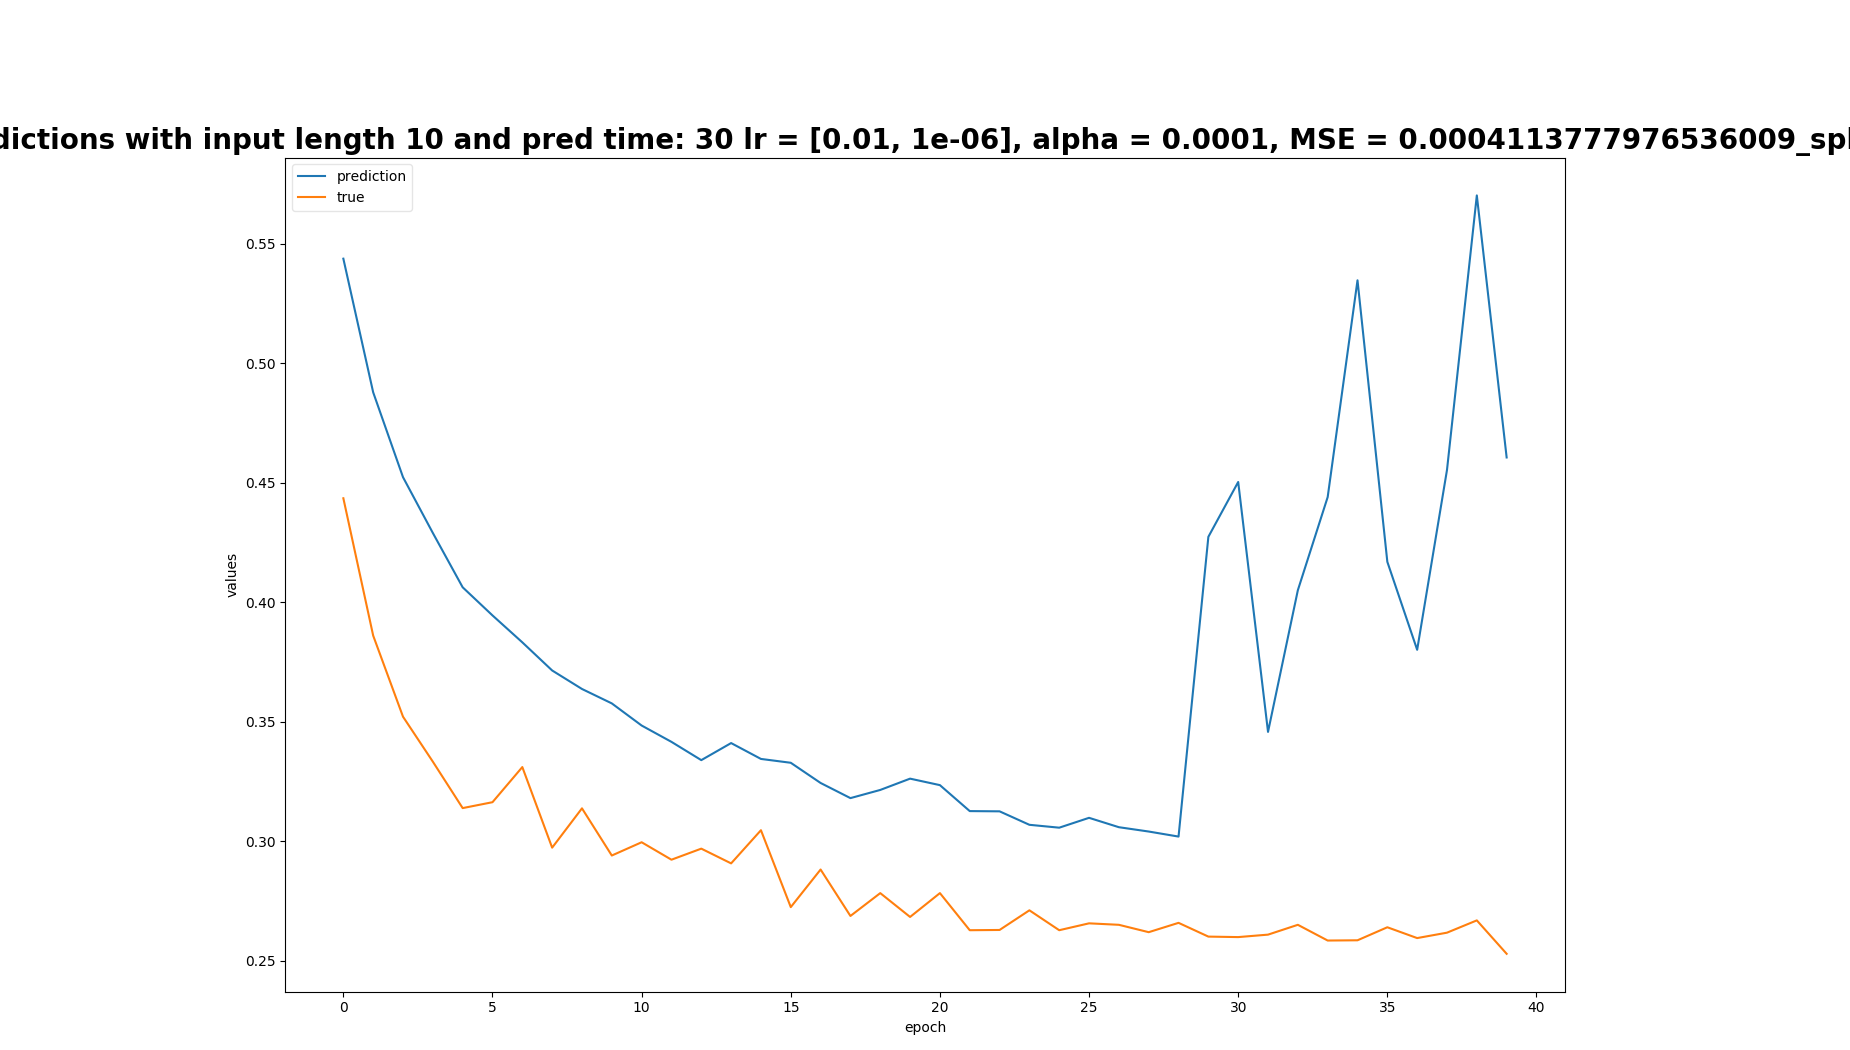 dictions with input length 10 and pred time: 30 lr = [0.01, 1e-06], alpha = 0.0001, MSE = 0.0004113777976536009_spl
prediction
true
0.55
0.50
0.45
0.40
0.35
0.30
0.25
values
0 5 10 15 20 25 30 35 40
epoch